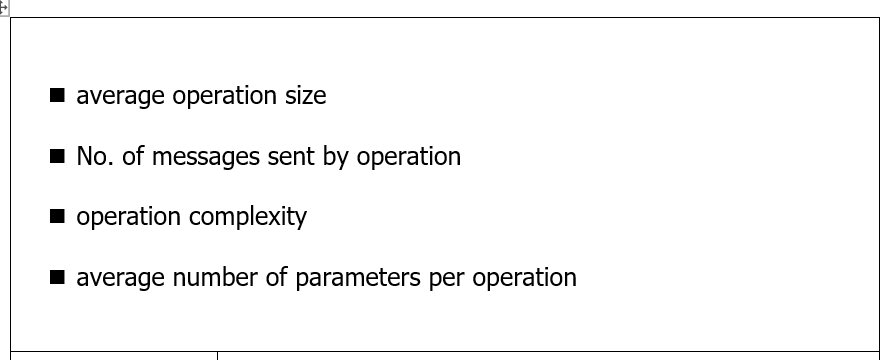 ■ average operation size
■ No. of messages sent by operation
■ operation complexity
■ average number of parameters per operation